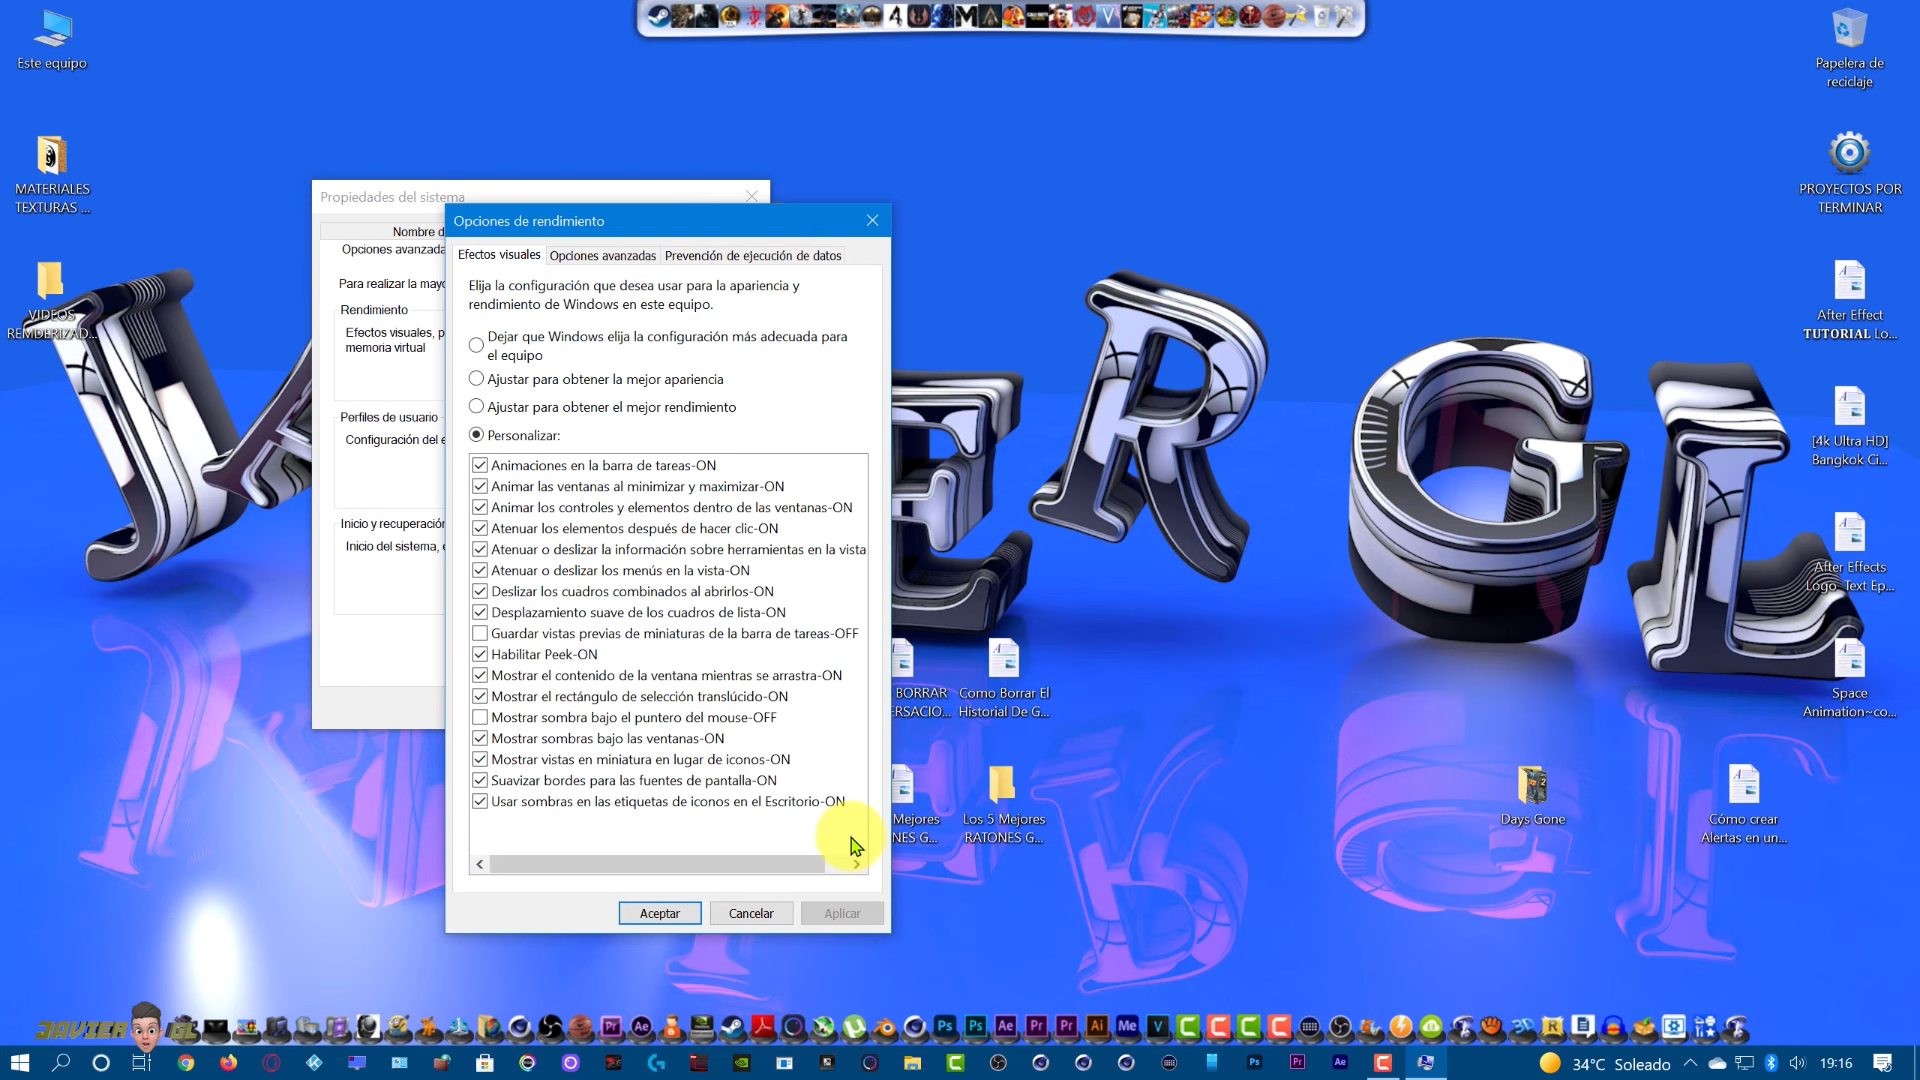 Este equipo
Papelera de
reciclaje
MATERIALES
TEXTURAS ...
PROYECTOS POR
TERMINAR
VIDEOS
REMDERIZAD...
After Effect
TUTORIAL Lo...
[4k Ultra HD]
Bangkok Ci...
After Effects
Logo_Text Ep...
Space
Animation~co...
Propiedades del sistema
Nombre d
Opciones avanzada
Para realizar la mayo
Rendimiento
Efectos visuales, p
memoria virtual
Perfiles de usuario
Configuración del e
Inicio y recuperación
Inicio del sistema, e
Opciones de rendimiento
Efectos visuales
Opciones avanzadas
Prevención de ejecución de datos
Elija la configuración que desea usar para la apariencia y
rendimiento de Windows en este equipo.
Dejar que Windows elija la configuración más adecuada para
el equipo
Ajustar para obtener la mejor apariencia
Ajustar para obtener el mejor rendimiento
Personalizar:
Animaciones en la barra de tareas-ON
Animar las ventanas al minimizar y maximizar-ON
Animar los controles y elementos dentro de las ventanas-ON
Atenuar los elementos después de hacer clic-ON
Atenuar o deslizar la información sobre herramientas en la vista
Atenuar o deslizar los menús en la vista-ON
Deslizar los cuadros combinados al abrirlos-ON
Desplazamiento suave de los cuadros de lista-ON
Guardar vistas previas de miniaturas de la barra de tareas-OFF
Habilitar Peek-ON
Mostrar el contenido de la ventana mientras se arrastra-ON
Mostrar el rectángulo de selección translúcido-ON
Mostrar sombra bajo el puntero del mouse-OFF
Mostrar sombras bajo las ventanas-ON
Mostrar vistas en miniatura en lugar de iconos-ON
Suavizar bordes para las fuentes de pantalla-ON
Usar sombras en las etiquetas de iconos en el Escritorio-ON
Aceptar
Cancelar
Aplicar
BORRAR
ERSACIO...
Como Borrar El
Historial De G...
Mejores
NES G...
Los 5 Mejores
RATONES G...
Days Gone
Cómo crear
Alertas en un...
ER GL
JAVIER GL
34°C Soleado
19:16